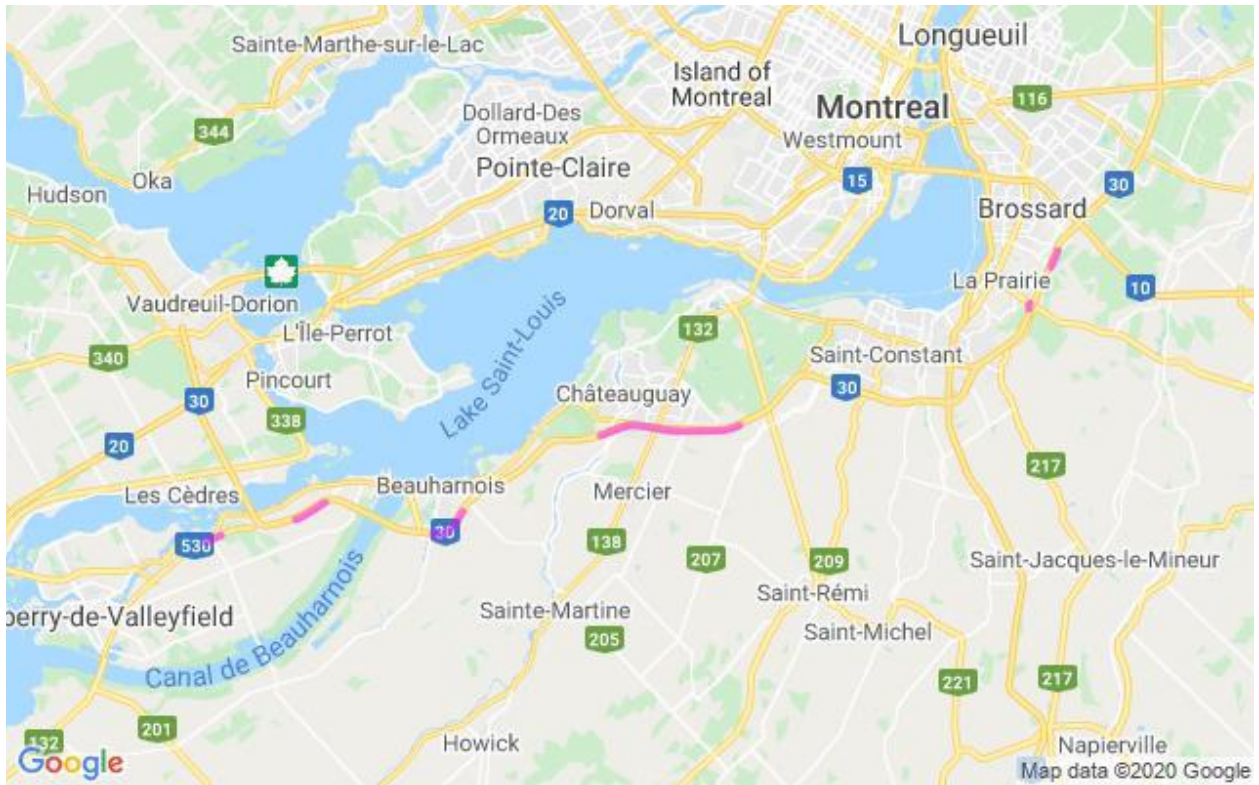 Sainte-Marthe-sur-le-Lac
Longueuil
Island of
Montreal
Montreal
116
Dollard-Des
Ormeaux
344
Westmount
Pointe-Claire
Oka
15
30
Hudson
20
Dorval
Brossard
La Prairie
10
Vaudreuil-Dorion
L'Île-Perrot
132
340
Saint-Constant
Pincourt
Lake Saint-Louis
Châteauguay
30
30
338
20
217
Les Cèdres
Beauharnois
Mercier
30
530
138
207
209
Saint-Jacques-le-Mineur
Saint-Rémi
perry-de-Valleyfield
Sainte-Martine
205
Saint-Michel
Canal de Beauharnois
221
217
201
132
Howick
Napierville
Google
Map data ©2020 Google